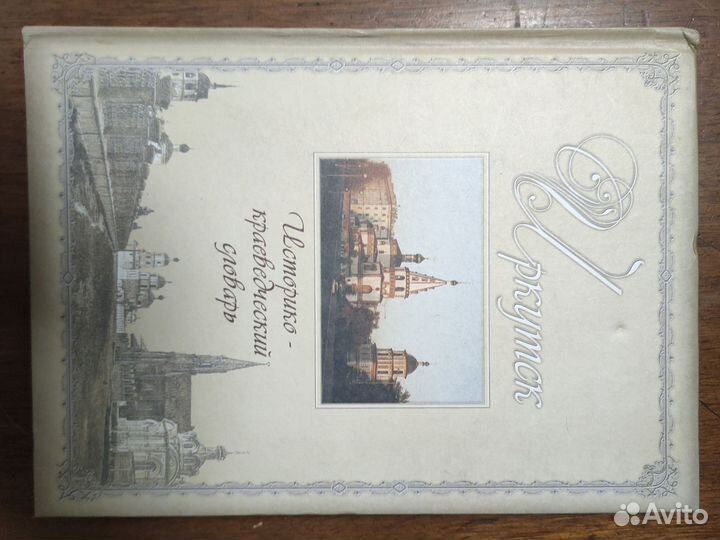 Иркутск
Историко-
краеведческий
словарь
Avito